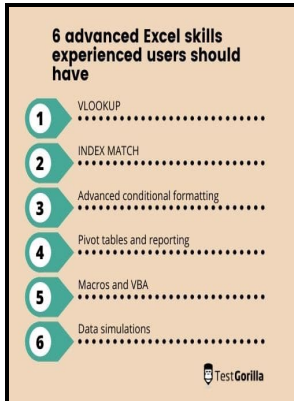 6 advanced Excel skills
experienced users should
have
1
VLOOKUP
2
INDEX MATCH
3
Advanced conditional formatting
4
Pivot tables and reporting
5
Macros and VBA
6
Data simulations
TestGorilla